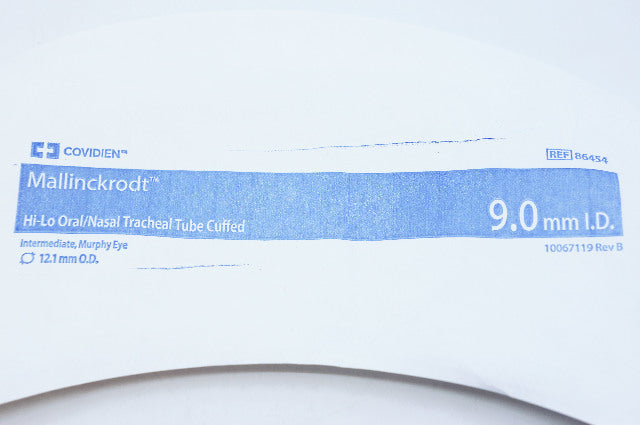 COVIDIEN™
REF 86454
Mallinckrodt™
Hi-Lo Oral/Nasal Tracheal Tube Cuffed
9.0 mm I.D.
Intermediate, Murphy Eye
12.1 mm O.D.
10067119 Rev B